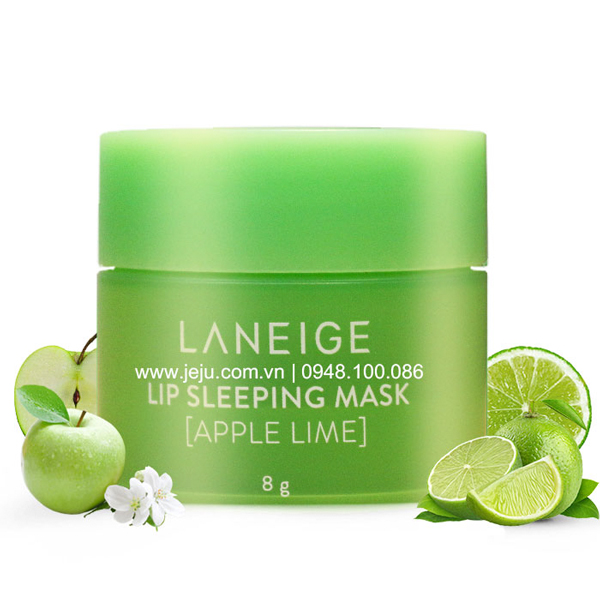 LANEIGE
www.jeju.com.vn | 0948.100.086
LIP SLEEPING MASK
[APPLE LIME]
8 g